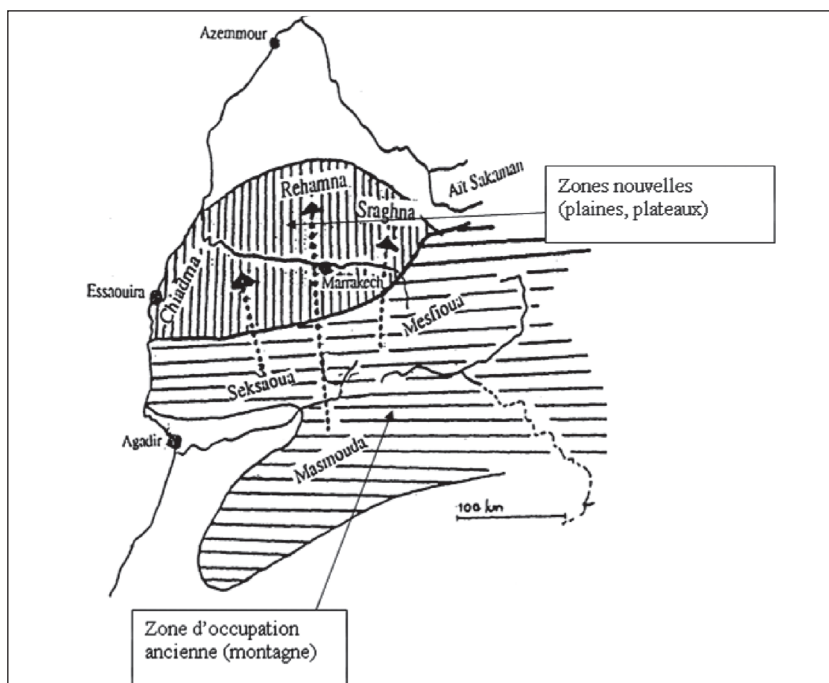 Azemmour
Aït Sakaman
Rehamna
Sraghna
Zones nouvelles
(plaines, plateaux)
Chiadma
Marrakech
Essaouira
Mesfioua
Seksaoua
Agadir
Masmouda
100 km
Zone d'occupation
ancienne (montagne)